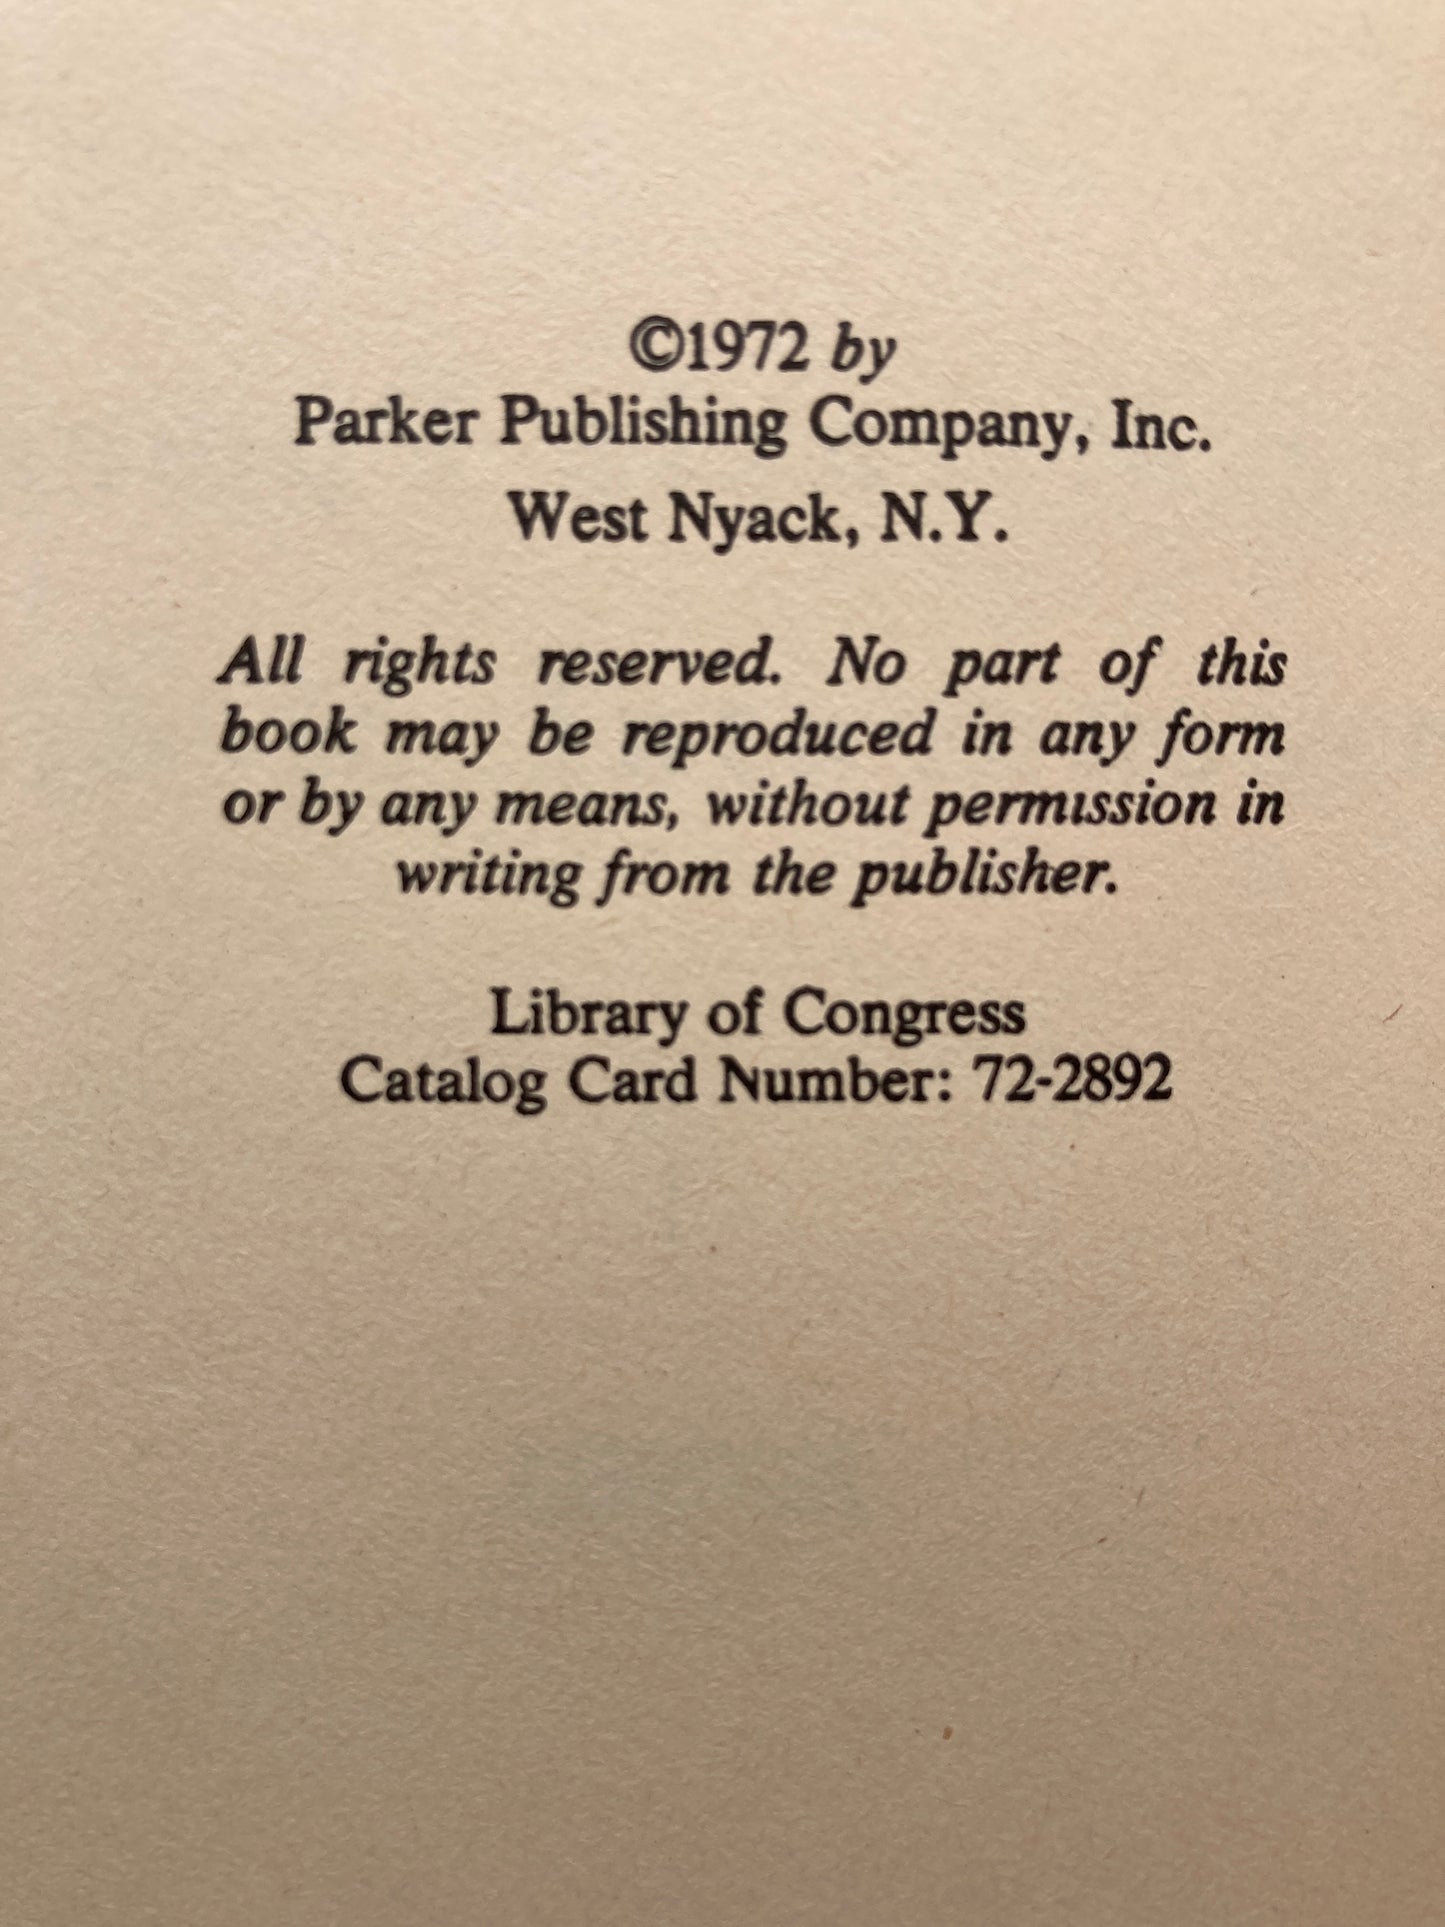 ©1972 by
Parker Publishing Company, Inc.
West Nyack, N.Y.
All rights reserved. No part of this
book may be reproduced in any form
or by any means, without permission in
writing from the publisher.
Library of Congress
Catalog Card Number: 72-2892